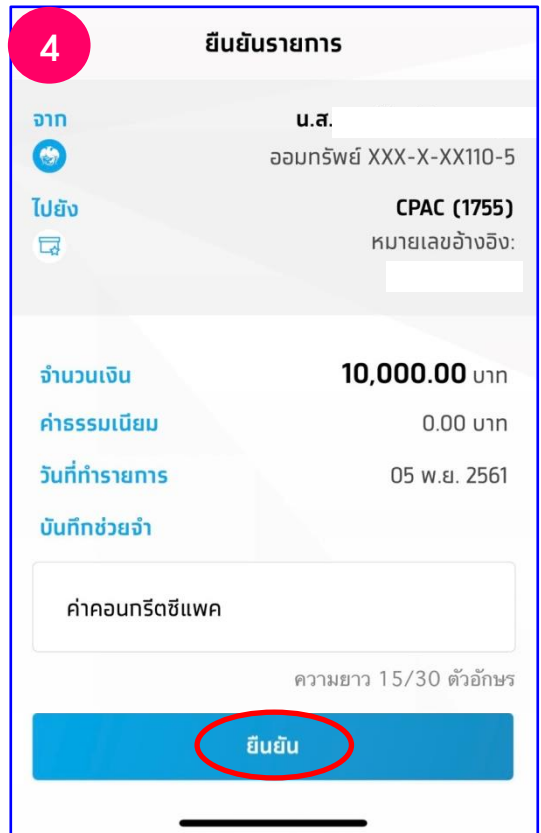 4
ยืนยันรายการ
จาก
น.ส.
ออมทรัพย์ XXX-X-XX110-5
ไปยัง
CPAC (1755)
หมายเลขอ้างอิง:
จำนวนเงิน 10,000.00 บาท
ค่าธรรมเนียม 0.00 บาท
วันที่ทำรายการ 05 พ.ย. 2561
บันทึกช่วยจำ
ค่าคอนกรีตซีแพค
ความยาว 15/30 ตัวอักษร
ยืนยัน